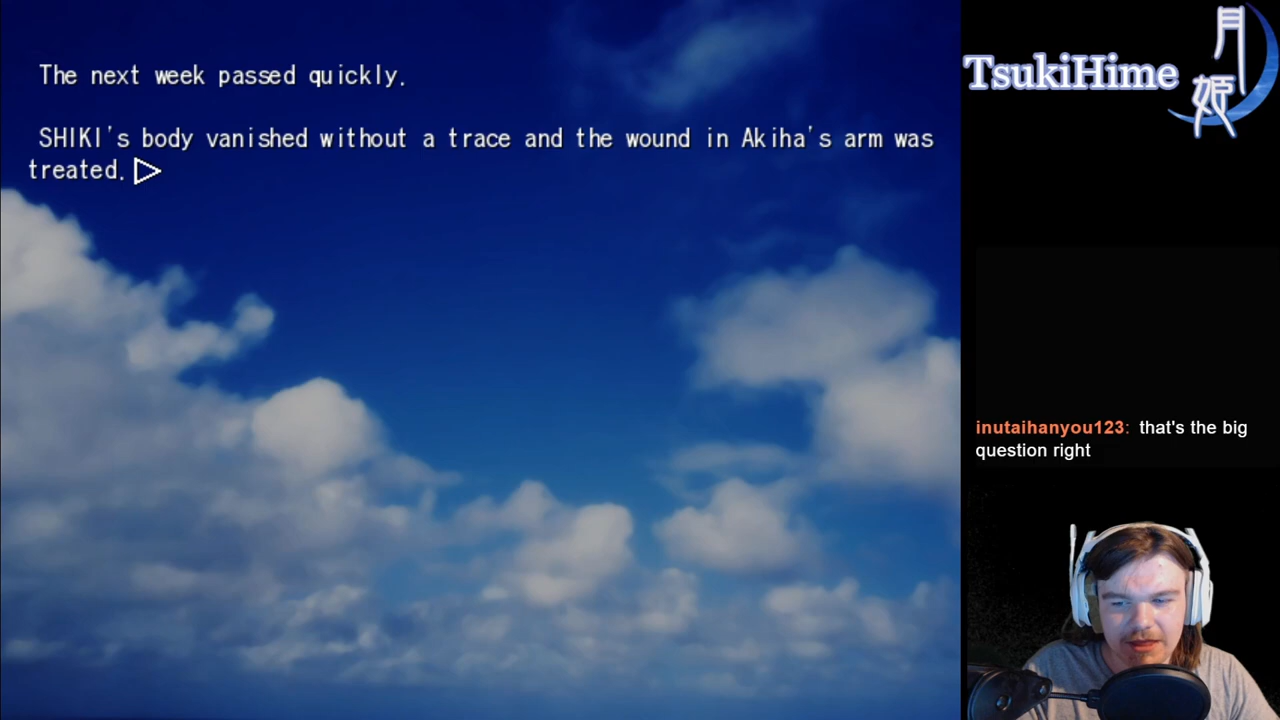 The next week passed quickly.
SHIKI's body vanished without a trace and the wound in Akiha's arm was
treated.
TsukiHime
月
姫
inutaihanyou123: that's the big
question right